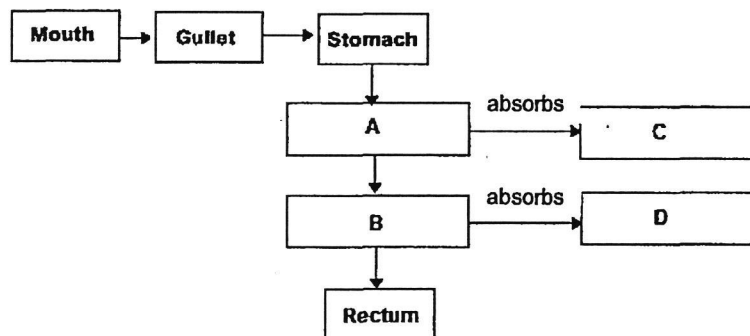 Mouth
Gullet
Stomach
absorbs
A
C
absorbs
B
D
Rectum